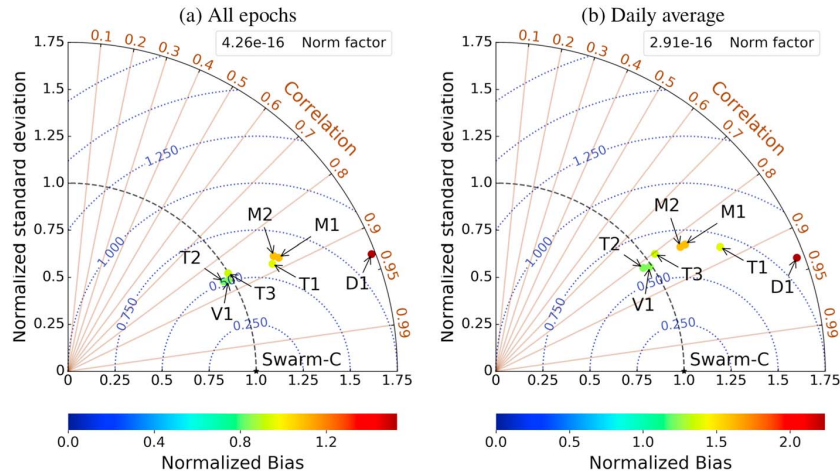 (a) All epochs
4.26e-16 Norm factor
Normalized standard deviation
1.75
1.5
1.25
1.0
0.75
0.5
0.25
0
0.25
0.5
0.75
1.0
1.25
1.5
1.75
Correlation
0.1
0.2
0.3
0.4
0.5
0.6
0.7
0.8
0.9
0.95
0.99
1.250
1.000
0.750
0.500
0.250
M2
M1
T2
V1
T3
T1
D1
Swarm-C
0.0
0.4
0.8
1.2
Normalized Bias
(b) Daily average
2.91e-16 Norm factor
Normalized standard deviation
1.75
1.5
1.25
1.0
0.75
0.5
0.25
0
0.25
0.5
0.75
1.0
1.25
1.5
1.75
Correlation
0.1
0.2
0.3
0.4
0.5
0.6
0.7
0.8
0.9
0.95
0.99
1.250
1.000
0.750
0.500
0.250
M2
M1
T2
V1
T3
T1
D1
Swarm-C
0.0
0.5
1.0
1.5
2.0
Normalized Bias